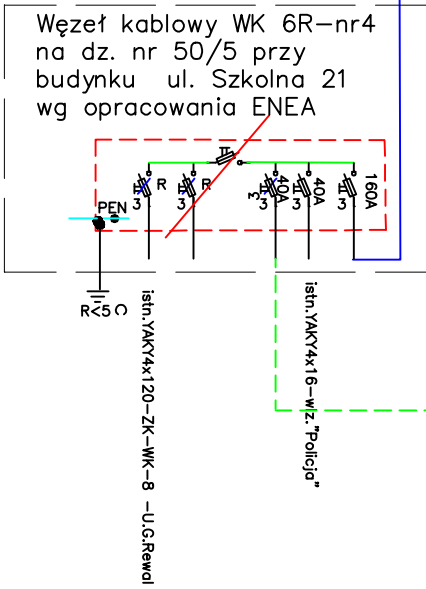 Węzeł kablowy WK 6R-nr4
na dz. nr 50/5 przy
budynku ul. Szkolna 21
wg opracowania ENEA
R
R
40A
40A
160A
3
3
3
3
3
PEN
R<5
istn.YAKY4x120-ZK-WK-8 -U.G.Rewal
istn.YAKY4x16-wlz."Policja"